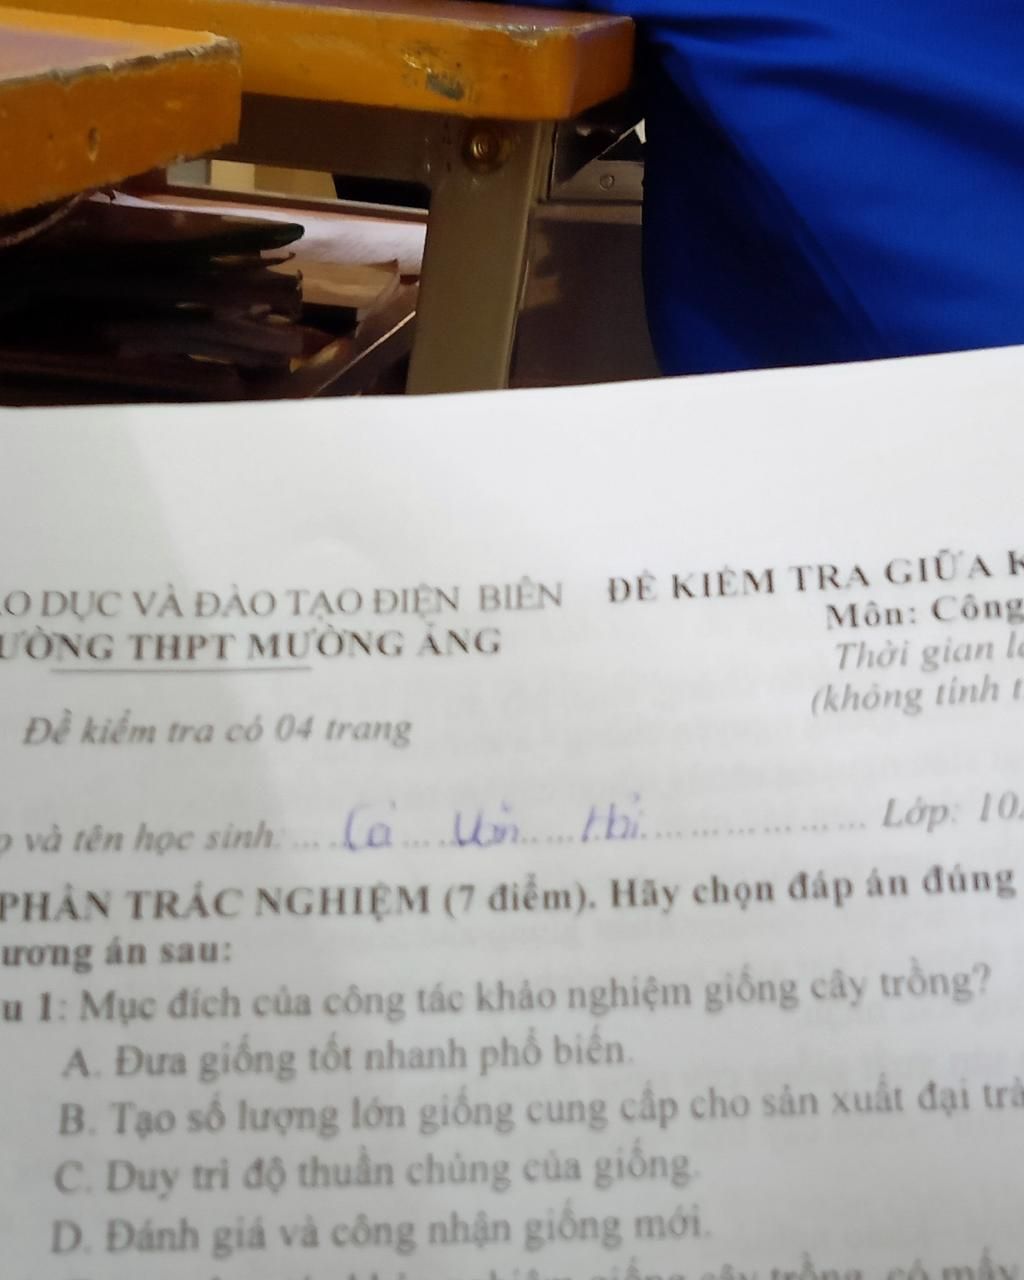 ÁO DỤC VÀ ĐÀO TẠO ĐIỆN BIÊN ĐỀ KIỂM TRA GIỮA K
ƯỜNG THPT MƯỜNG ẢNG Môn: Công
Thời gian là
(không tính t
Đề kiểm tra có 04 trang
ọ và tên học sinh: Lớp: 10
PHẦN TRẮC NGHIỆM (7 điểm). Hãy chọn đáp án đúng
ương án sau:
u 1: Mục đích của công tác khảo nghiệm giống cây trồng?
A. Đưa giống tốt nhanh phổ biến.
B. Tạo số lượng lớn giống cung cấp cho sản xuất đại trà
C. Duy trì độ thuần chủng của giống.
D. Đánh giá và công nhận giống mới.